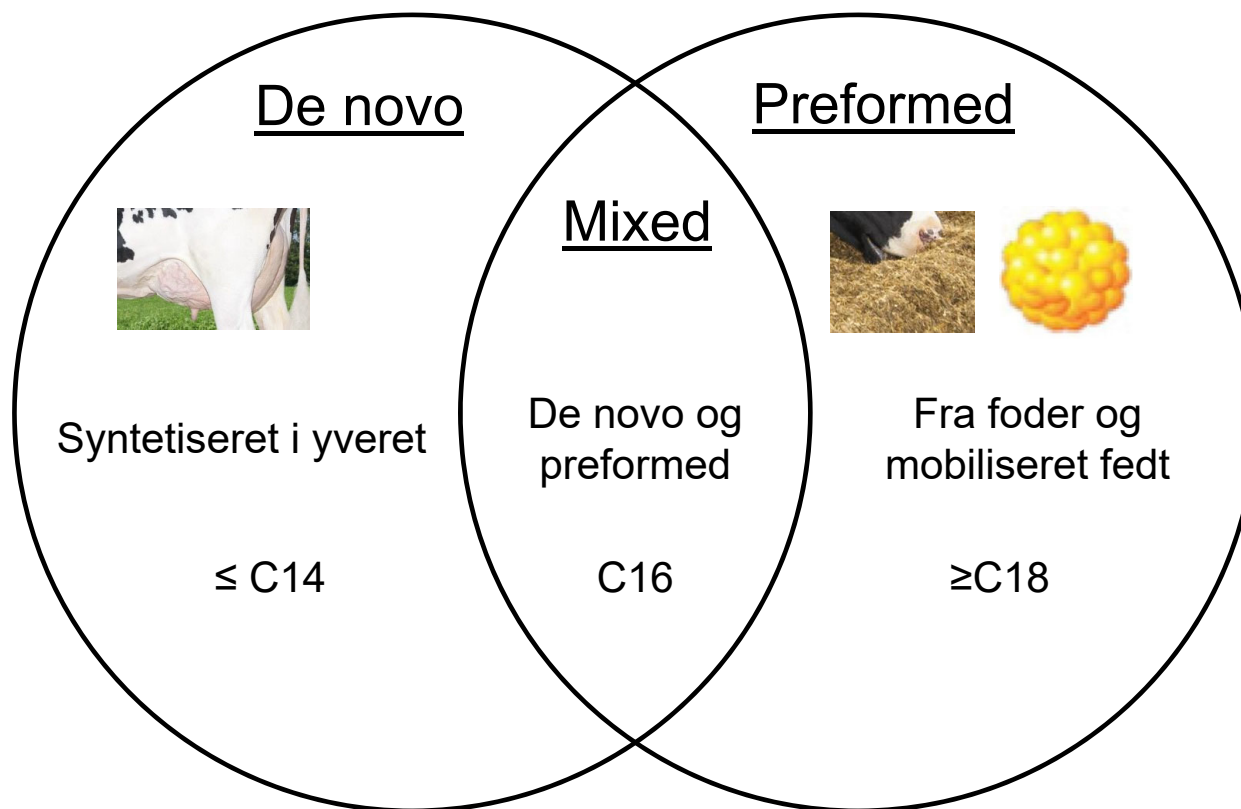 De novo
Syntetiseret i yveret
≤ C14
Mixed
De novo og
preformed
C16
Preformed
Fra foder og
mobiliseret fedt
≥C18